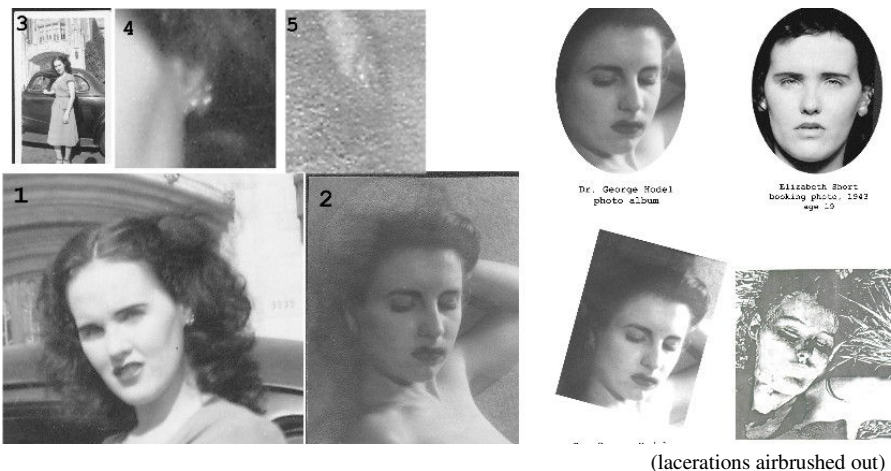 3
4
5
1
2
Dr. George Hodel
photo album
Elizabeth Short
booking photo, 1943
age 19
(lacerations airbrushed out)